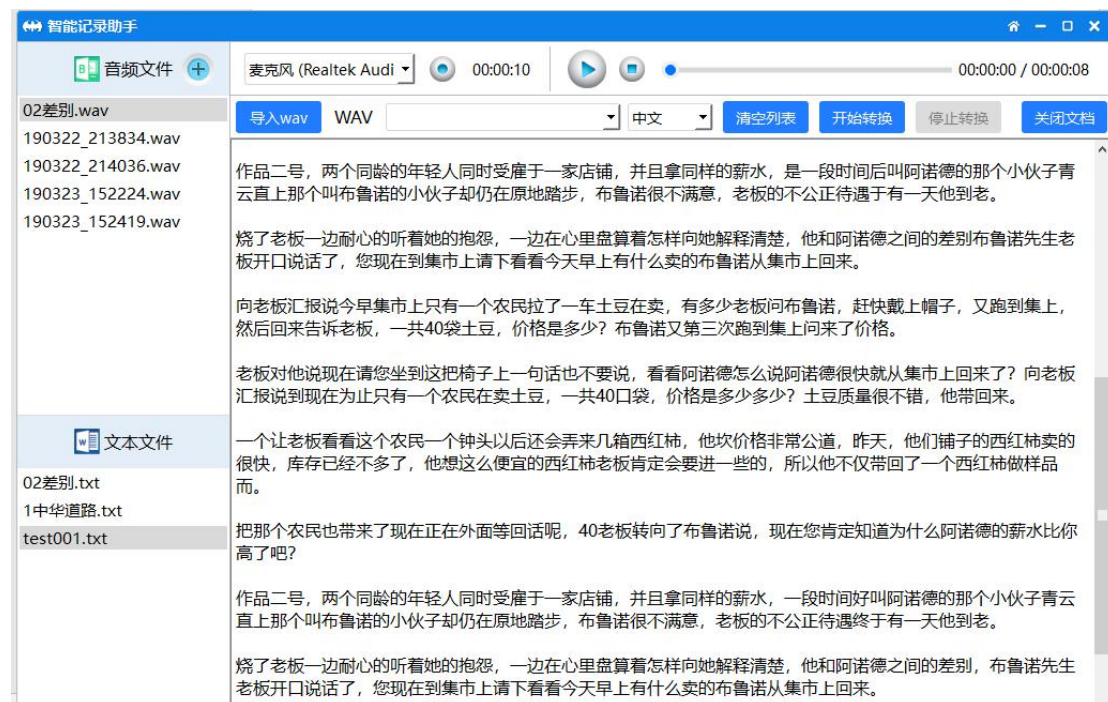 智能记录助手
音频文件
麦克风 (Realtek Audi
00:00:10
00:00:00 / 00:00:08
02差别.wav
190322_213834.wav
190322_214036.wav
190323_152224.wav
190323_152419.wav
导入wav
WAV
中文
清空列表
开始转换
停止转换
关闭文档
作品二号，两个同龄的年轻人同时受雇于一家店铺，并且拿同样的薪水，是一段时间后叫阿诺德的那个小伙子青
云直上那个叫布鲁诺的小伙子却仍在原地踏步，布鲁诺很不满意，老板的不公正待遇于有一天他到老。
烧了老板一边耐心的听着她的抱怨，一边在心里盘算着怎样向她解释清楚，他和阿诺德之间的差别布鲁诺先生老
板开口说话了，您现在到集市上请下看看今天早上有什么卖的布鲁诺从集市上回来。
向老板汇报说今早集市上只有一个农民拉了一车土豆在卖，有多少老板问布鲁诺，赶快戴上帽子，又跑到集上，
然后回来告诉老板，一共40袋土豆，价格是多少？布鲁诺又第三次跑到集上问来了价格。
老板对他说现在请您坐到这把椅子上一句话也不要说，看看阿诺德怎么说阿诺德很快就从集市上回来了？向老板
汇报说到现在为止只有一个农民在卖土豆，一共40口袋，价格是多少多少？土豆质量很不错，他带回来。
一个让老板看看这个农民一个钟头以后还会弄来几箱西红柿，他坎价格非常公道，昨天，他们铺子的西红柿卖的
很快，库存已经不多了，他想这么便宜的西红柿老板肯定会要进一些的，所以他不仅带回了一个西红柿做样品
而。
把那个农民也带来了现在正在外面等回话呢，40老板转向了布鲁诺说，现在您肯定知道为什么阿诺德的薪水比你
高了吧？
作品二号，两个同龄的年轻人同时受雇于一家店铺，并且拿同样的薪水，一段时间好叫阿诺德的那个小伙子青云
直上那个叫布鲁诺的小伙子却仍在原地踏步，布鲁诺很不满意，老板的不公正待遇终于有一天他到老。
烧了老板一边耐心的听着她的抱怨，一边在心里盘算着怎样向她解释清楚，他和阿诺德之间的差别，布鲁诺先生
老板开口说话了，您现在到集市上请下看看今天早上有什么卖的布鲁诺从集市上回来。
文本文件
02差别.txt
1中华道路.txt
test001.txt